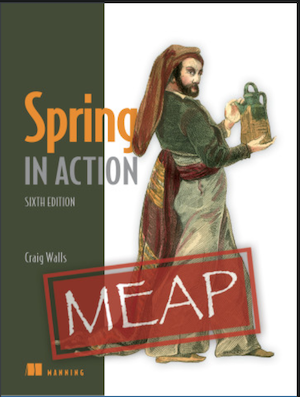 Spring
IN ACTION
SIXTH EDITION
Craig Walls
MEAP
MANNING